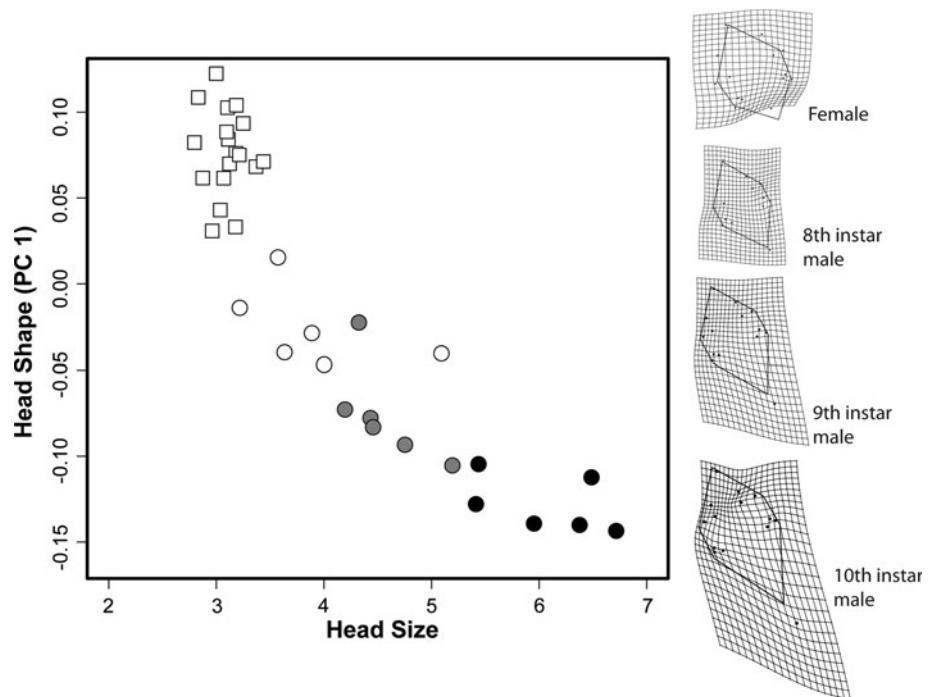 Head Shape (PC 1)
0.10
0.05
0.00
-0.05
-0.10
-0.15
2 3 4 5 6 7
Head Size
Female
8th instar
male
9th instar
male
10th instar
male